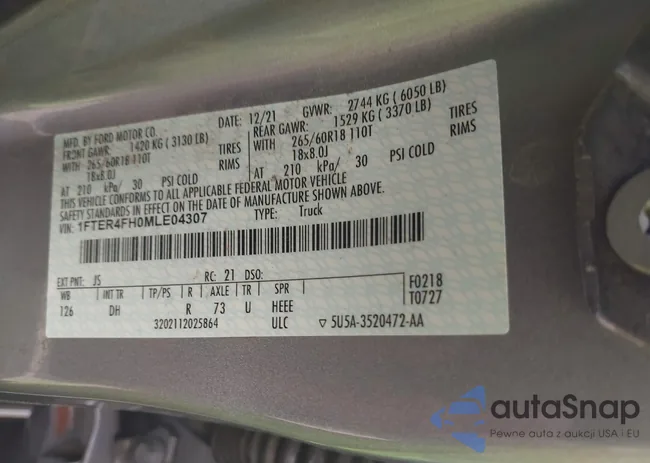 MFD. BY FORD MOTOR CO.
DATE: 12/21 GVWR: 2744 KG ( 6050 LB)
FRONT GAWR: 1420 KG ( 3130 LB)
REAR GAWR: 1529 KG ( 3370 LB)
WITH 265/60R18 110T TIRES
WITH 265/60R18 110T TIRES
18x8.0J RIMS
18x8.0J RIMS
AT 210 kPa/ 30 PSI COLD
AT 210 kPa/ 30 PSI COLD
THIS VEHICLE CONFORMS TO ALL APPLICABLE FEDERAL MOTOR VEHICLE
SAFETY STANDARDS IN EFFECT ON THE DATE OF MANUFACTURE SHOWN ABOVE.
VIN: 1FTER4FH0MLE04307 TYPE: Truck
EXT PNT: JS RC: 21 DSO:
WB INT TR TP/PS R AXLE TR SPR
126 DH R 73 U HEEE
F0218
T0727
3202112025864 ULC ▽ 5U5A-3520472-AA
autaSnap
Pewne auta z aukcji USA i EU